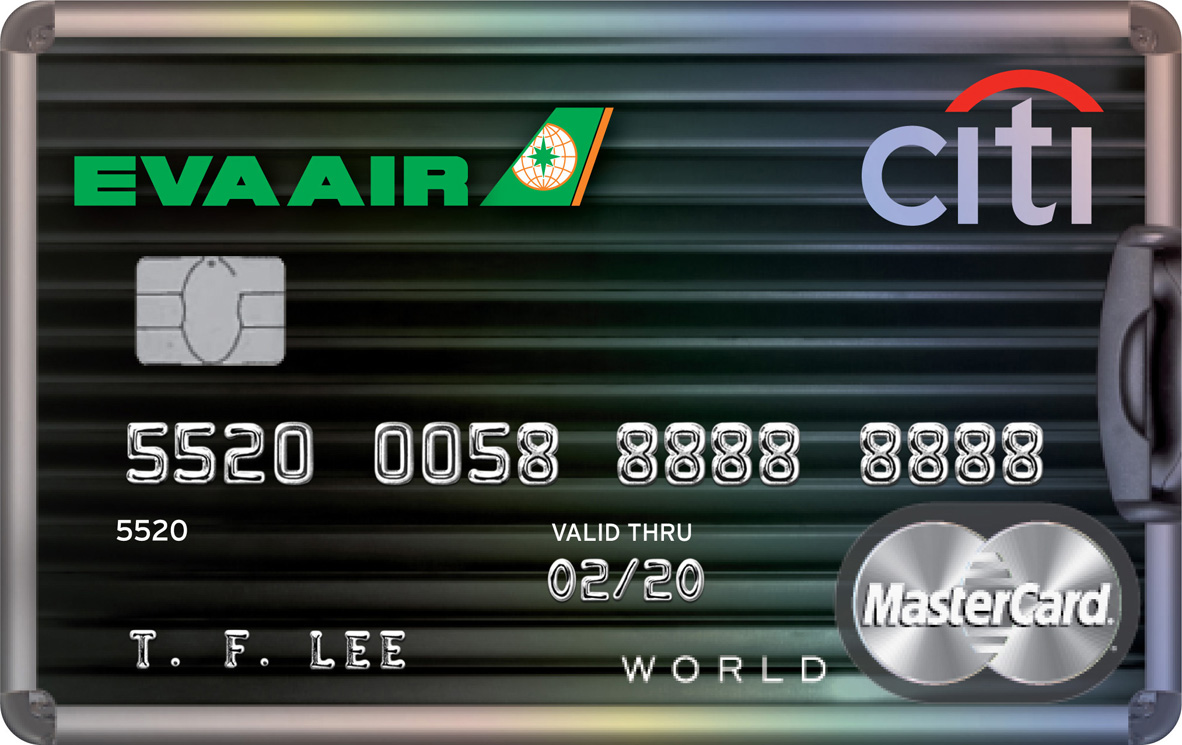 EVA AIR
citi
5520 0058 8888 8888
5520
VALID THRU
02/20
T. F. LEE
WORLD
MasterCard.